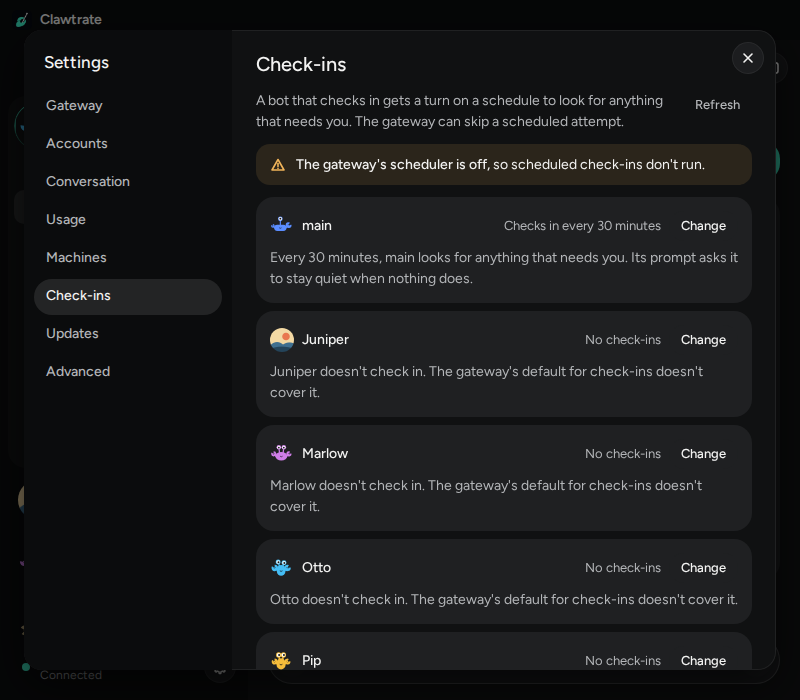 Clawtrate
Settings
Gateway
Accounts
Conversation
Usage
Machines
Check-ins
Updates
Advanced
Connected
Check-ins
A bot that checks in gets a turn on a schedule to look for anything
that needs you. The gateway can skip a scheduled attempt.
Refresh
The gateway's scheduler is off, so scheduled check-ins don't run.
main
Checks in every 30 minutes
Change
Every 30 minutes, main looks for anything that needs you. Its prompt asks it
to stay quiet when nothing does.
Juniper
No check-ins
Change
Juniper doesn't check in. The gateway's default for check-ins doesn't
cover it.
Marlow
No check-ins
Change
Marlow doesn't check in. The gateway's default for check-ins doesn't
cover it.
Otto
No check-ins
Change
Otto doesn't check in. The gateway's default for check-ins doesn't cover it.
Pip
No check-ins
Change